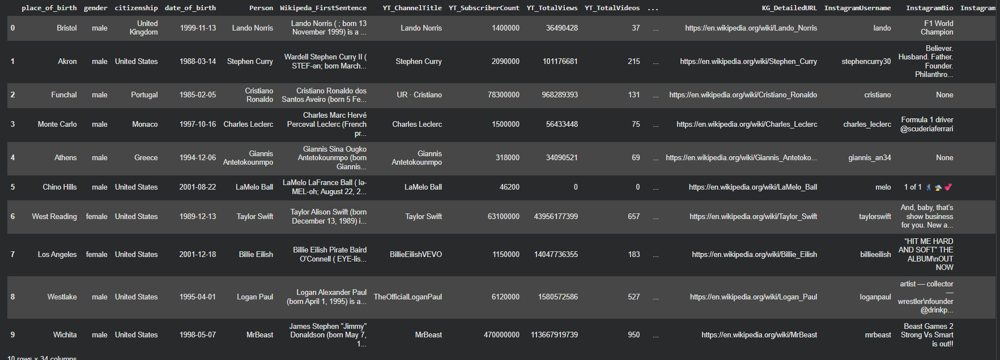 place_of_birth gender citizenship date_of_birth Person Wikipeda_FirstSentence YT_ChannelTitle YT_SubscriberCount YT_TotalViews YT_TotalVideos ... KG_DetailedURL InstagramUsername InstagramBio Instagram
0 Bristol male United Kingdom 1999-11-13 Lando Norris Lando Norris ( ; born 13 November 1999) is a ... Lando Norris 1400000 36490428 37 ... https://en.wikipedia.org/wiki/Lando_Norris lando F1 World Champion
1 Akron male United States 1988-03-14 Stephen Curry Wardell Stephen Curry II ( STEF-ən; born March... Stephen Curry 2090000 101176681 215 ... https://en.wikipedia.org/wiki/Stephen_Curry stephencurry30 Believer. Husband. Father. Founder. Philanthro...
2 Funchal male Portugal 1985-02-05 Cristiano Ronaldo Cristiano Ronaldo dos Santos Aveiro (born 5 Fe... UR · Cristiano 78300000 968289393 131 ... https://en.wikipedia.org/wiki/Cristiano_Ronaldo cristiano None
3 Monte Carlo male Monaco 1997-10-16 Charles Leclerc Charles Marc Hervé Perceval Leclerc (French pr... Charles Leclerc 1500000 56433448 75 ... https://en.wikipedia.org/wiki/Charles_Leclerc charles_leclerc Formula 1 driver @scuderiaferrari
4 Athens male Greece 1994-12-06 Giannis Antetokounmpo Giannis Sina Ougko Antetokounmpo (born Giannis... Giannis Antetokounmpo 318000 34090521 69 ... https://en.wikipedia.org/wiki/Giannis_Antetoko... giannis_an34 None
5 Chino Hills male United States 2001-08-22 LaMelo Ball LaMelo LaFrance Ball ( lə-MEL-oh; August 22, 2... LaMelo Ball 46200 0 0 ... https://en.wikipedia.org/wiki/LaMelo_Ball melo 1 of 1
6 West Reading female United States 1989-12-13 Taylor Swift Taylor Alison Swift (born December 13, 1989) i... Taylor Swift 63100000 43956177399 657 ... https://en.wikipedia.org/wiki/Taylor_Swift taylorswift And, baby, that's show business for you. New a...
7 Los Angeles female United States 2001-12-18 Billie Eilish Billie Eilish Pirate Baird O'Connell ( EYE-lis... BillieEilishVEVO 1150000 14047736355 183 ... https://en.wikipedia.org/wiki/Billie_Eilish billieeilish “HIT ME HARD AND SOFT” THE ALBUM\nOUT NOW
8 Westlake male United States 1995-04-01 Logan Paul Logan Alexander Paul (born April 1, 1995) is a... TheOfficialLoganPaul 6120000 1580572586 527 ... https://en.wikipedia.org/wiki/Logan_Paul loganpaul artist — collector — wrestler\nfounder @drinkp...
9 Wichita male United States 1998-05-07 MrBeast James Stephen "Jimmy" Donaldson (born May 7, 1... MrBeast 470000000 113667919739 950 ... https://en.wikipedia.org/wiki/MrBeast mrbeast Beast Games 2 Strong Vs Smart is out!!
10 rows × 34 columns